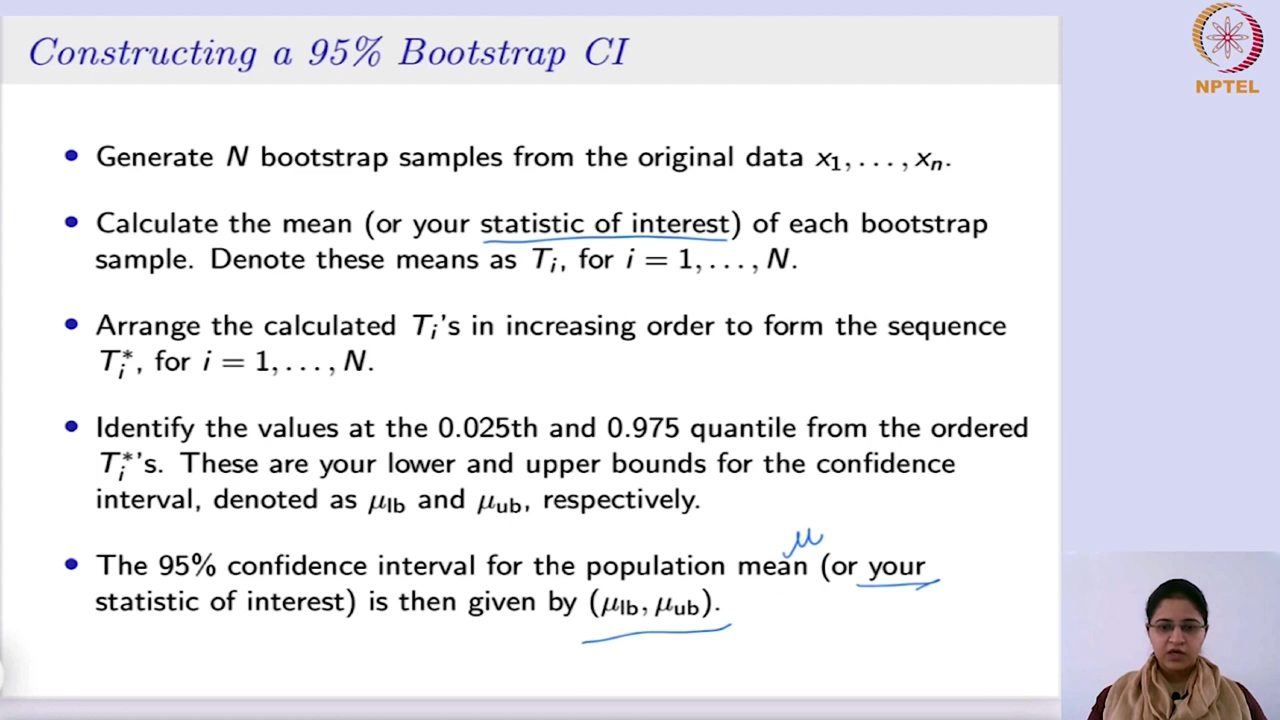 Constructing a 95% Bootstrap CI
NPTEL
• Generate N bootstrap samples from the original data x₁, . . . , xₙ.
• Calculate the mean (or your statistic of interest) of each bootstrap
sample. Denote these means as Tᵢ, for i = 1, . . . , N.
• Arrange the calculated Tᵢ's in increasing order to form the sequence
Tᵢ*, for i = 1, . . . , N.
• Identify the values at the 0.025th and 0.975 quantile from the ordered
Tᵢ*'s. These are your lower and upper bounds for the confidence
interval, denoted as μ_lb and μ_ub, respectively.
μ
• The 95% confidence interval for the population mean (or your
statistic of interest) is then given by (μ_lb, μ_ub).